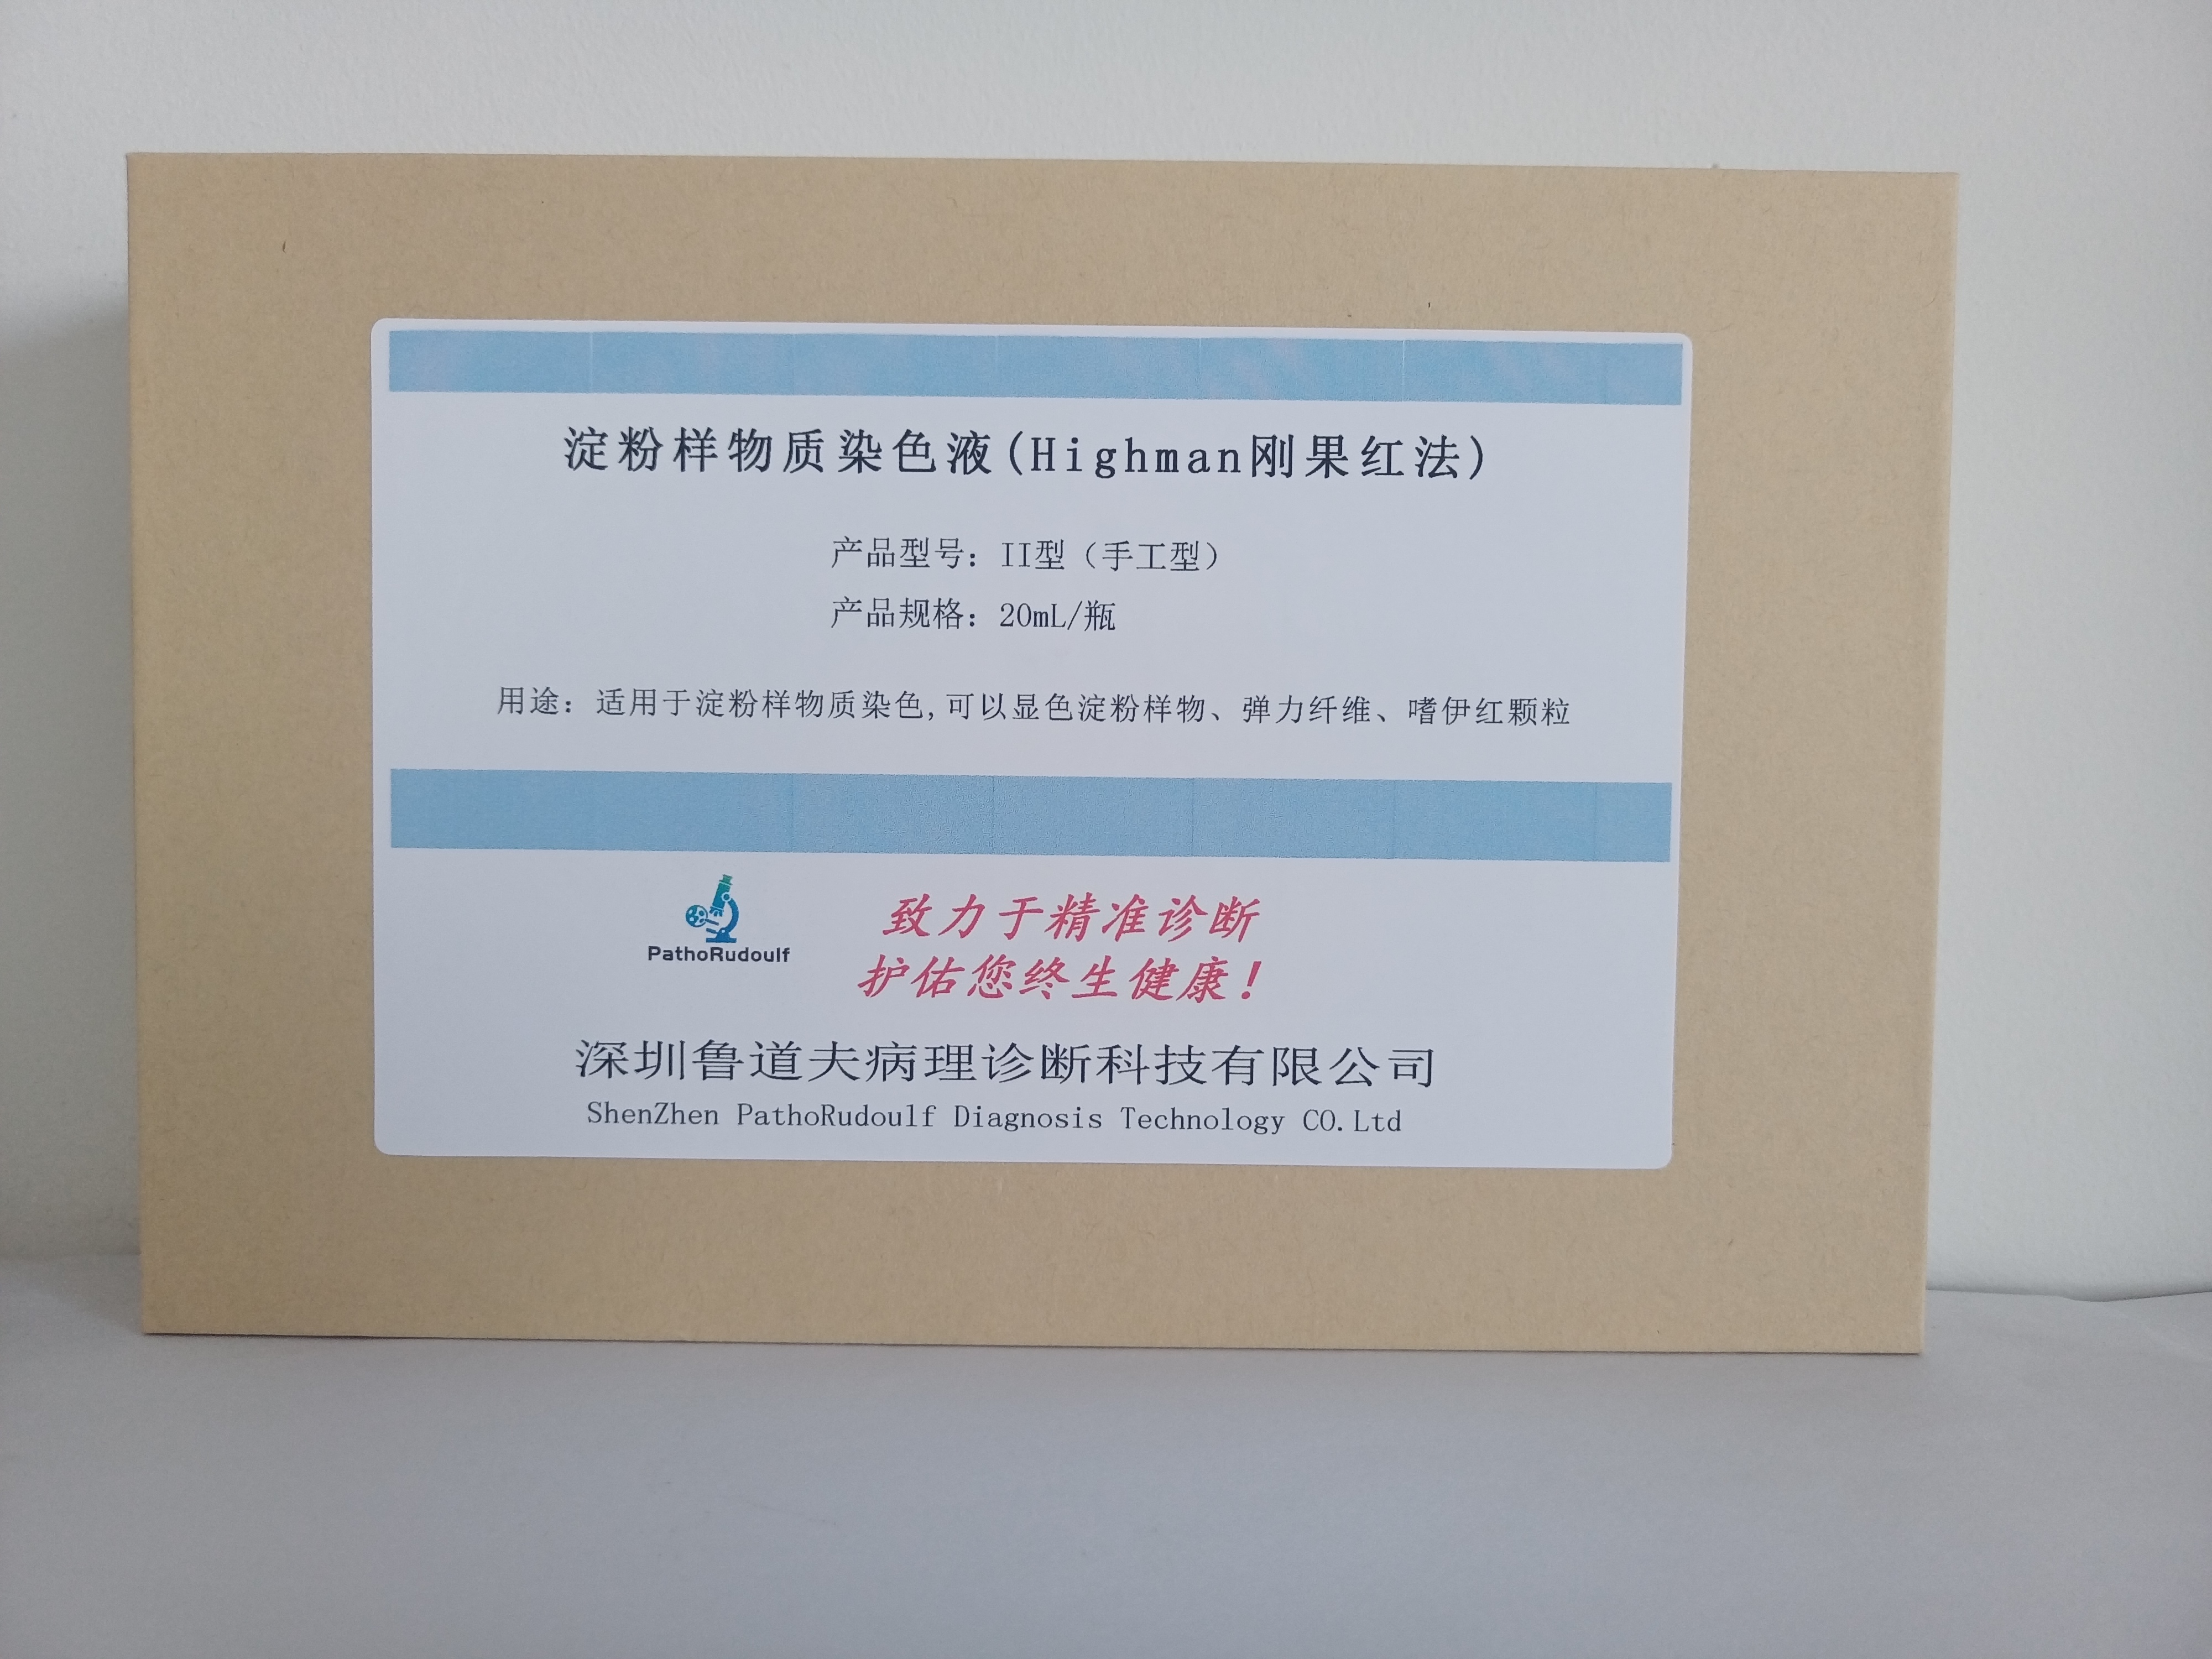 淀粉样物质染色液(Highman刚果红法)
产品型号：II型（手工型）
产品规格：20mL/瓶
用途：适用于淀粉样物质染色,可以显色淀粉样物、弹力纤维、嗜伊红颗粒
PathoRudoulf
致力于精准诊断
护佑您终生健康！
深圳鲁道夫病理诊断科技有限公司
ShenZhen PathoRudoulf Diagnosis Technology CO.Ltd